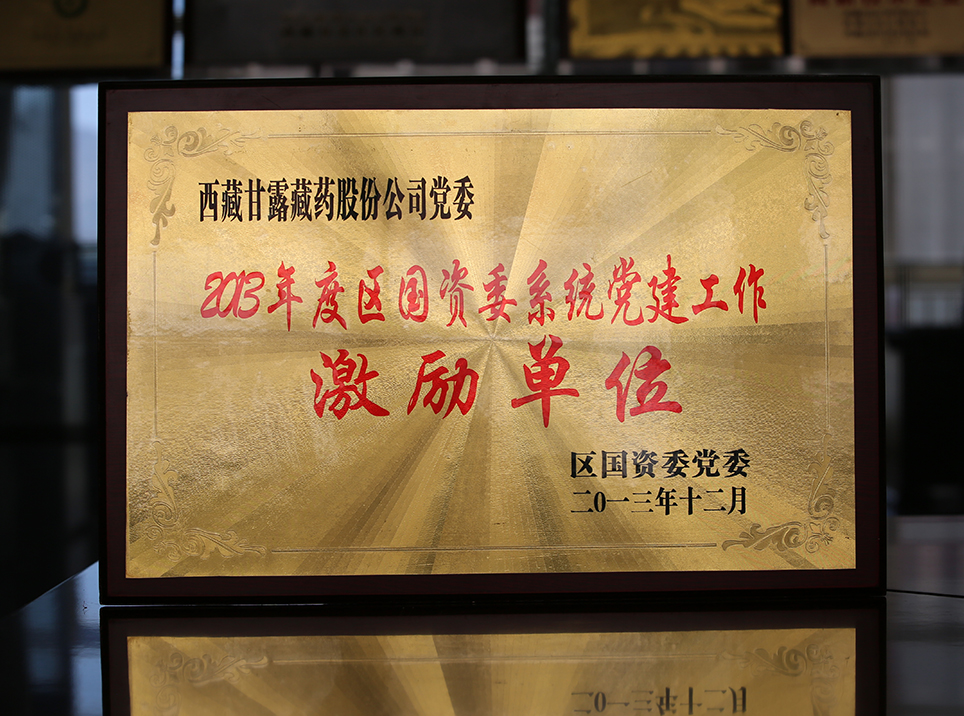 西藏甘露藏药股份公司党委
2013年度区国资委系统党建工作
激励单位
区国资委党委
二0一三年十二月